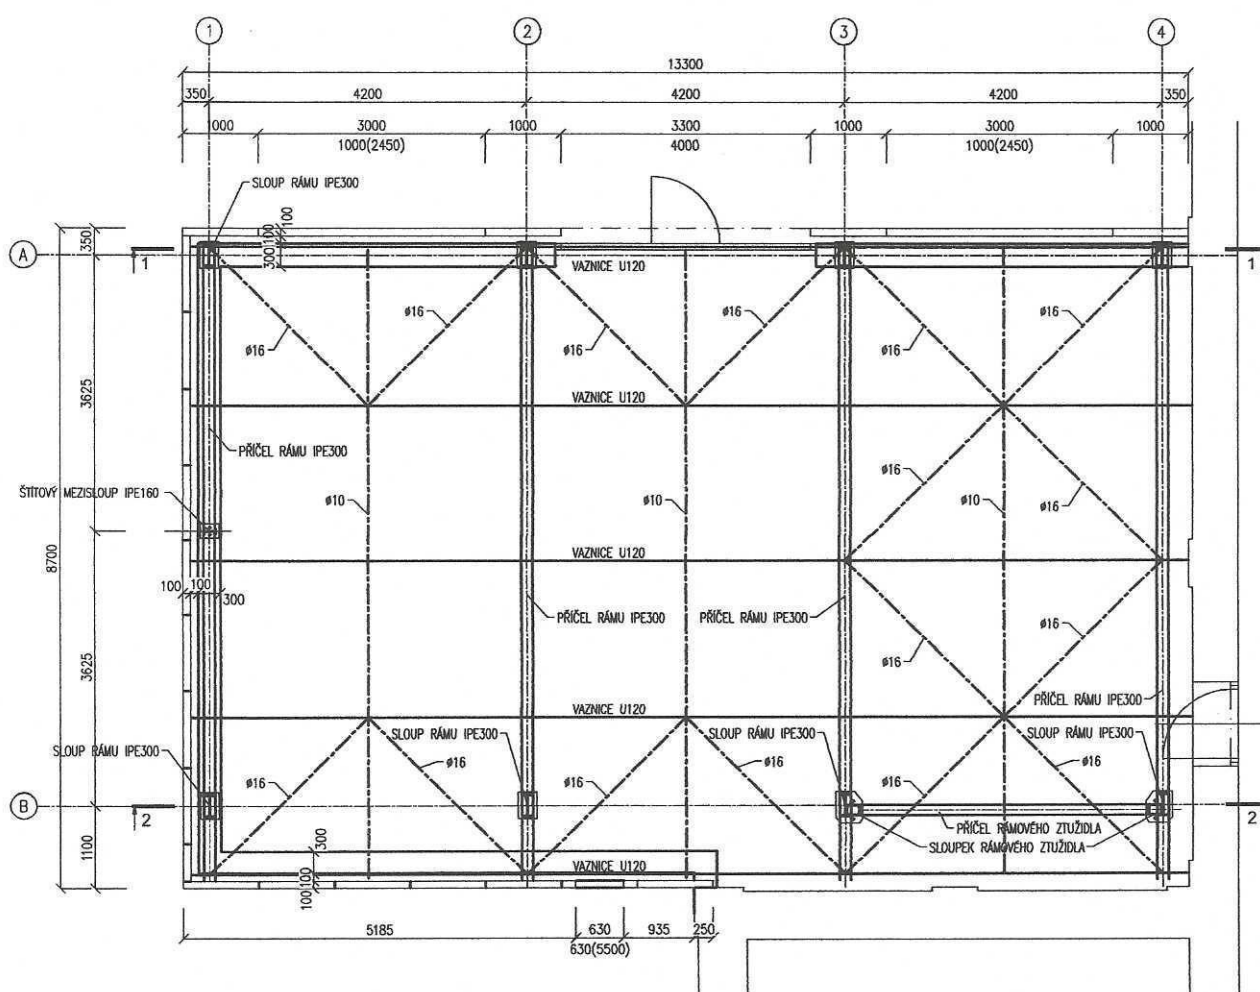 1 2 3 4
13300
350 4200 4200 4200 350
1000 3000 1000 3300 1000 3000 1000
1000(2450) 4000 1000(2450)
SLOUP RÁMU IPE300
100
350
A
100
300
1
VAZNICE U120
1
ø16 ø16 ø16 ø16 ø16 ø16
3625
VAZNICE U120
PŘÍČEL RÁMU IPE300
ø16
ŠTÍTOVÝ MEZISLOUP IPE160
ø10 ø10 ø10
ø16
8700
VAZNICE U120
100 100 300
PŘÍČEL RÁMU IPE300 PŘÍČEL RÁMU IPE300
ø16
3625
ø16
PŘÍČEL RÁMU IPE300
VAZNICE U120
SLOUP RÁMU IPE300 SLOUP RÁMU IPE300 SLOUP RÁMU IPE300
SLOUP RÁMU IPE300
ø16 ø16 ø16 ø16 ø16 ø16
B
2
2
PŘÍČEL RÁMOVÉHO ZTUŽIDLA
SLOUPEK RÁMOVÉHO ZTUŽIDLA
1100
300
VAZNICE U120
100
100
5185 630 935 250
630(5500)